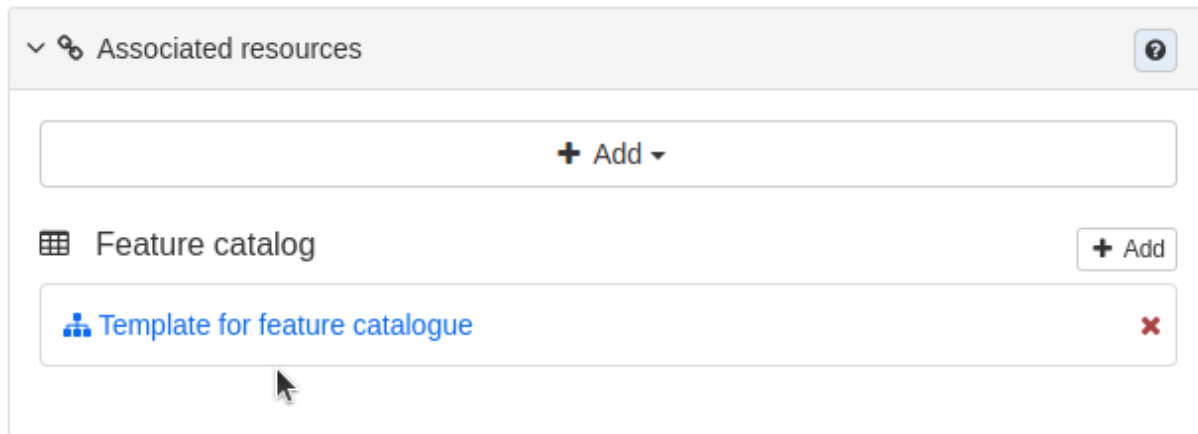 Associated resources
Add
Feature catalog
Add
Template for feature catalogue